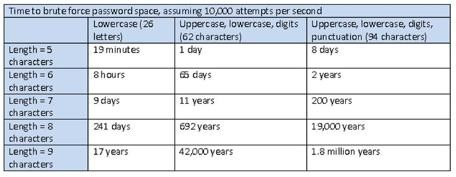 Time to brute force password space, assuming 10,000 attempts per second
Lowercase (26 letters) Uppercase, lowercase, digits (62 characters) Uppercase, lowercase, digits, punctuation (94 characters)
Length = 5 characters 19 minutes 1 day 8 days
Length = 6 characters 8 hours 65 days 2 years
Length = 7 characters 9 days 11 years 200 years
Length = 8 characters 241 days 692 years 19,000 years
Length = 9 characters 17 years 42,000 years 1.8 million years